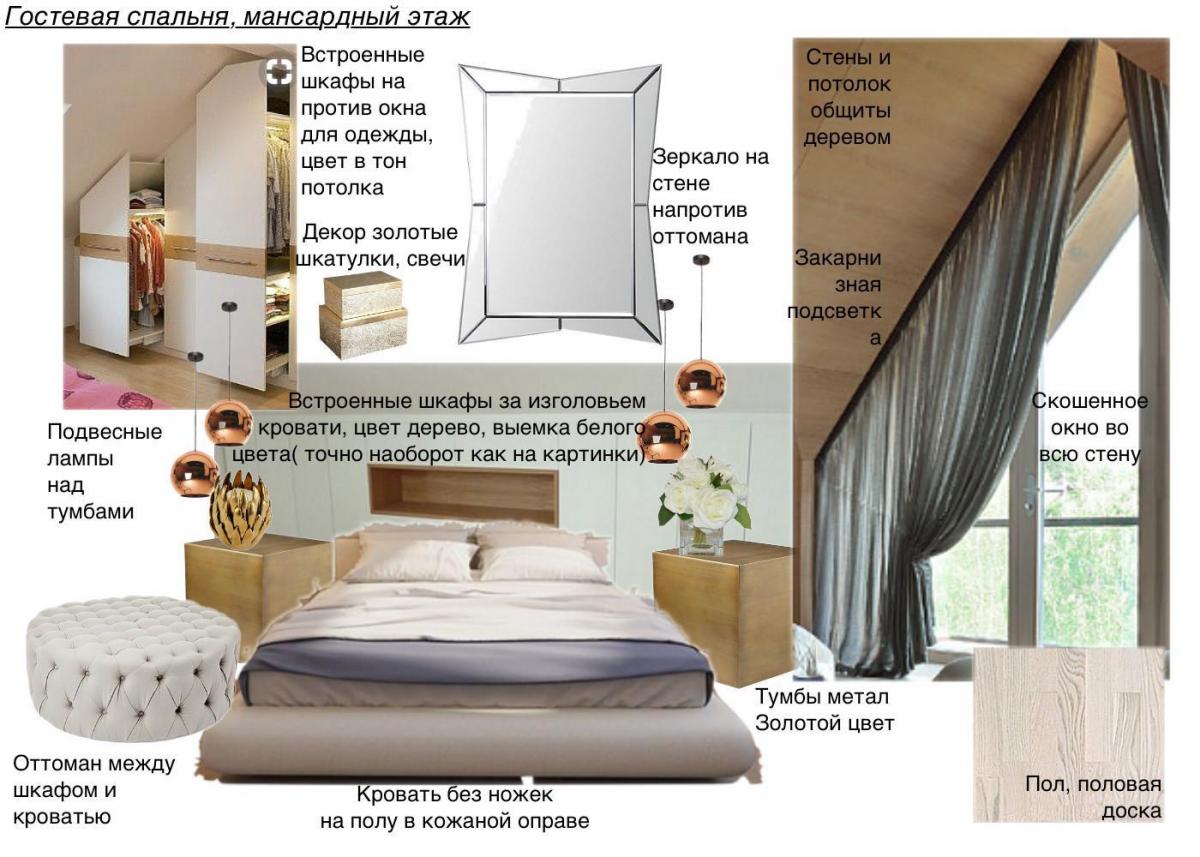 Гостевая спальня, мансардный этаж
Встроенные
шкафы на
против окна
для одежды,
цвет в тон
потолка
Декор золотые
шкатулки, свечи
Зеркало на
стене
напротив
оттомана
Стены и
потолок
общиты
деревом
Закарни
зная
подсветк
а
Скошенное
окно во
всю стену
Встроенные шкафы за изголовьем
кровати, цвет дерево, выемка белого
цвета( точно наоборот как на картинки)
Подвесные
лампы
над
тумбами
Тумбы метал
Золотой цвет
Оттоман между
шкафом и
кроватью
Кровать без ножек
на полу в кожаной оправе
Пол, половая
доска